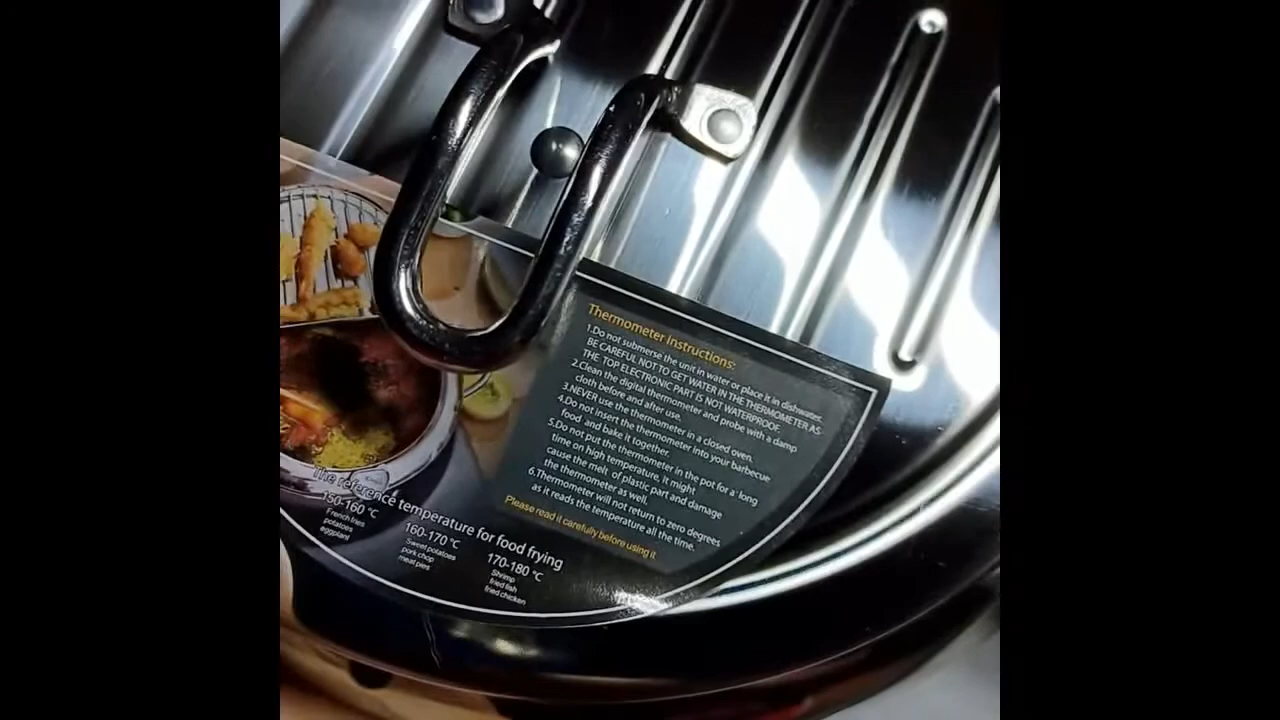 Thermometer Instructions:
1.Do not submerse the unit in water or place it in dishwater.
BE CAREFUL NOT TO GET WATER IN THE THERMOMETER AS
THE TOP ELECTRONIC PART IS NOT WATERPROOF.
2.Clean the digital thermometer and probe with a damp
cloth before and after use.
3.NEVER use the thermometer in a closed oven.
4.Do not insert the thermometer into your barbecue
food and bake it together.
5.Do not put the thermometer in the pot for a long
time on high temperature, it might
cause the melt of plastic part and damage
the thermometer as well.
6.Thermometer will not return to zero degrees
as it reads the temperature all the time.
Please read it carefully before using it
The reference temperature for food frying
150-160 °C
French fries
potatoes
eggplant
160-170 °C
Sweet potatoes
pork chop
meat pies
170-180 °C
Shrimp
fried fish
fried chicken